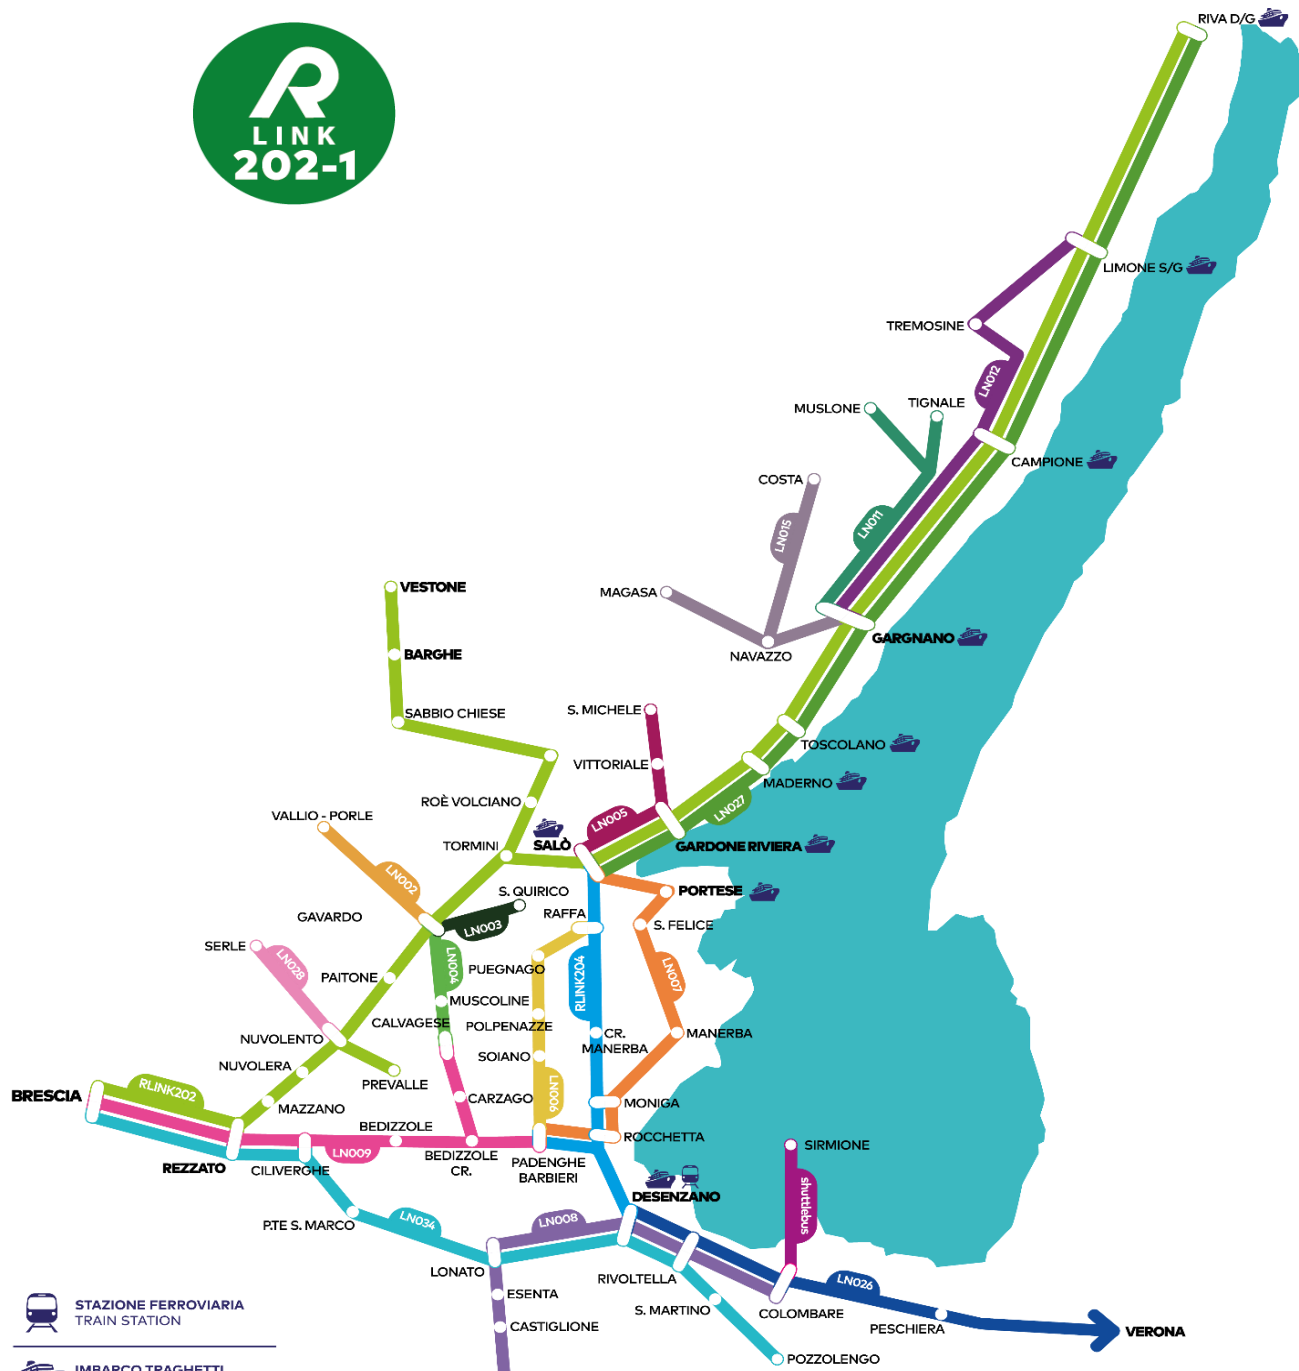 RIVA D/G
R
LINK
202-1
LIMONE S/G
TREMOSINE
LN012
MUSLONE
TIGNALE
CAMPIONE
COSTA
LN011
LN015
VESTONE
MAGASA
GARGNANO
BARGHE
NAVAZZO
SABBIO CHIESE
S. MICHELE
TOSCOLANO
VITTORIALE
MADERNO
ROÈ VOLCIANO
LN027
VALLIO - PORLE
LN005
TORMINI
SALÒ
GARDONE RIVIERA
LN002
S. QUIRICO
PORTESE
GAVARDO
RAFFA
LN003
S. FELICE
SERLE
LN028
LN004
PUEGNAGO
RLINK204
LN007
PAITONE
MUSCOLINE
CALVAGESE
POLPENAZZE
CR.
MANERBA
MANERBA
NUVOLENTO
SOIANO
NUVOLERA
PREVALLE
LN006
RLINK202
BRESCIA
CARZAGO
MONIGA
MAZZANO
BEDIZZOLE
ROCCHETTA
SIRMIONE
LN009
BEDIZZOLE
CR.
PADENGHE
BARBIERI
REZZATO
CILIVERGHE
DESENZANO
shuttlebus
P.TE S. MARCO
LN034
LN008
LONATO
RIVOLTELLA
LN026
ESENTA
S. MARTINO
COLOMBARE
PESCHIERA
CASTIGLIONE
VERONA
POZZOLENGO
STAZIONE FERROVIARIA
TRAIN STATION
IMBARCO TRAGHETTI